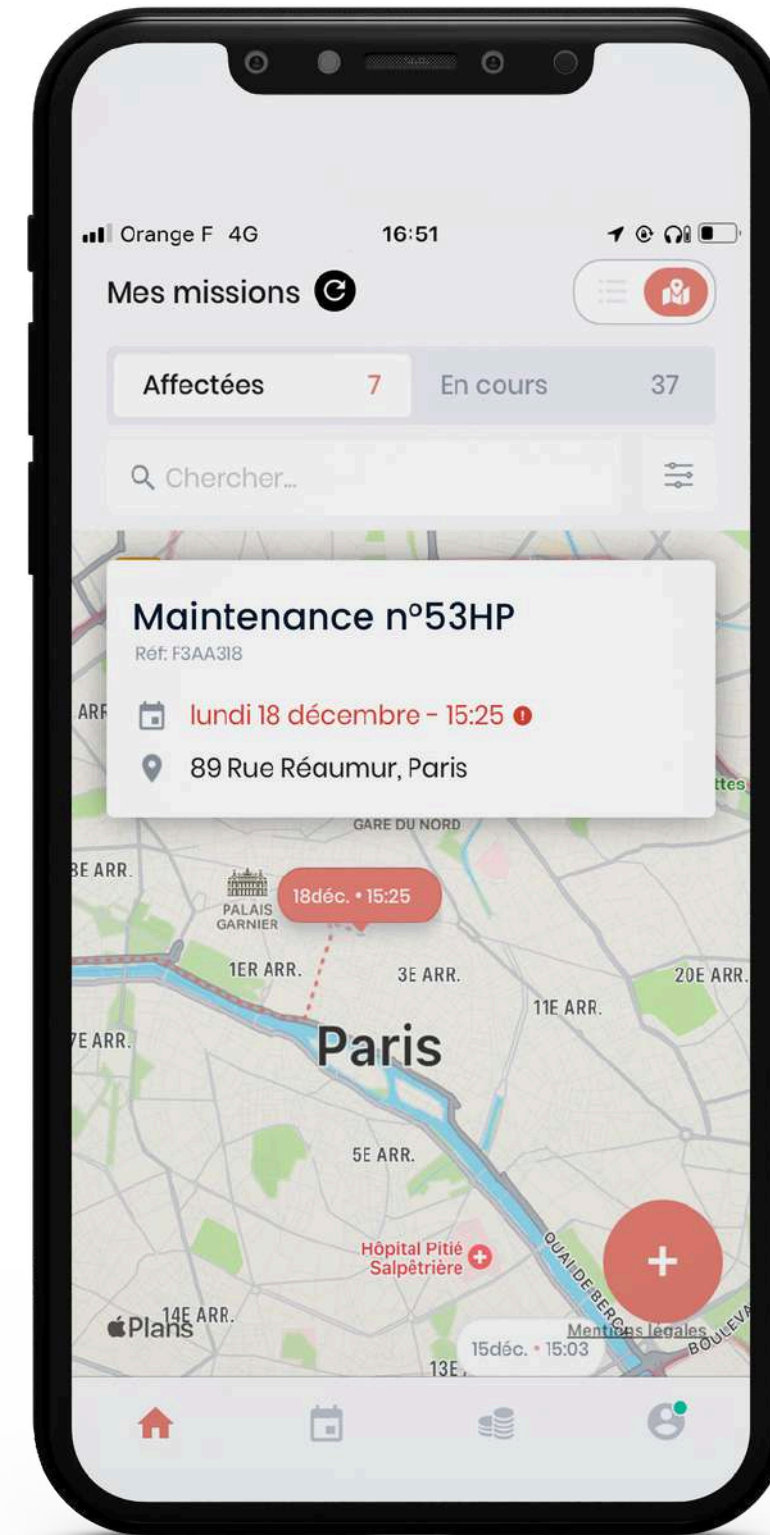 Orange F 4G 16:51
Mes missions
Affectées 7 En cours 37
Chercher...
Maintenance n°53HP
Réf: F3AA318
lundi 18 décembre - 15:25
89 Rue Réaumur, Paris
ARR
ttes
GARE DU NORD
8E ARR.
18déc. • 15:25
PALAIS
GARNIER
1ER ARR.
3E ARR.
20E ARR.
11E ARR.
7E ARR.
Paris
5E ARR.
Hôpital Pitié
Salpêtrière
QUAI DE BERCY
14E ARR.
Plans
Mentions légales
BOULEVA
15déc. • 15:03
13E